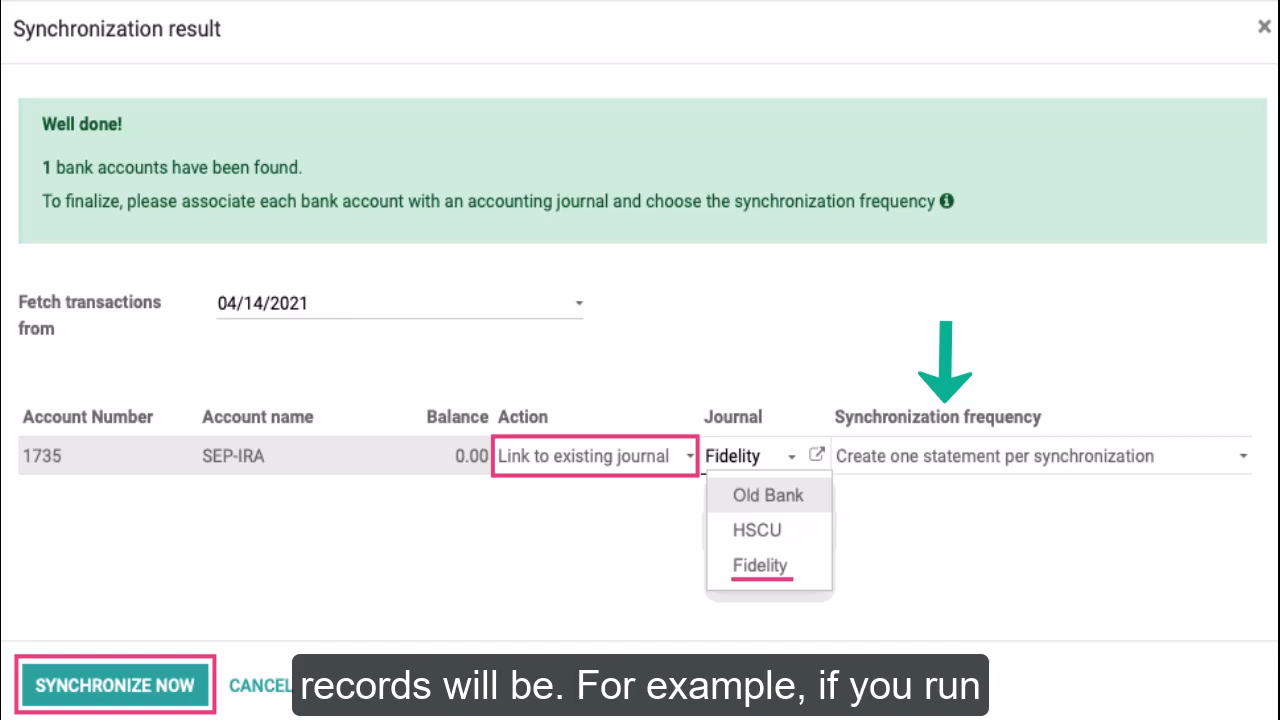 Synchronization result ×
Well done!
1 bank accounts have been found.
To finalize, please associate each bank account with an accounting journal and choose the synchronization frequency
Fetch transactions from 04/14/2021
Account Number Account name Balance Action Journal Synchronization frequency
1735 SEP-IRA 0.00 Link to existing journal Fidelity Create one statement per synchronization
Old Bank
HSCU
Fidelity
SYNCHRONIZE NOW CANCEL
records will be. For example, if you run